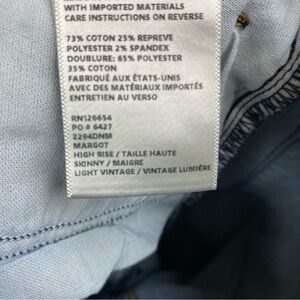 WITH IMPORTED MATERIALS
CARE INSTRUCTIONS ON REVERSE
73% COTON 25% REPREVE
POLYESTER 2% SPANDEX
DOUBLURE: 65% POLYESTER
35% COTON
FABRIQUÉ AUX ÉTATS-UNIS
AVEC DES MATÉRIAUX IMPORTÉS
ENTRETIEN AU VERSO
RN126654
PO # 6427
2294DNM
MARGOT
HIGH RISE / TAILLE HAUTE
SKINNY / MAIGRE
LIGHT VINTAGE / VINTAGE LUMIÈRE